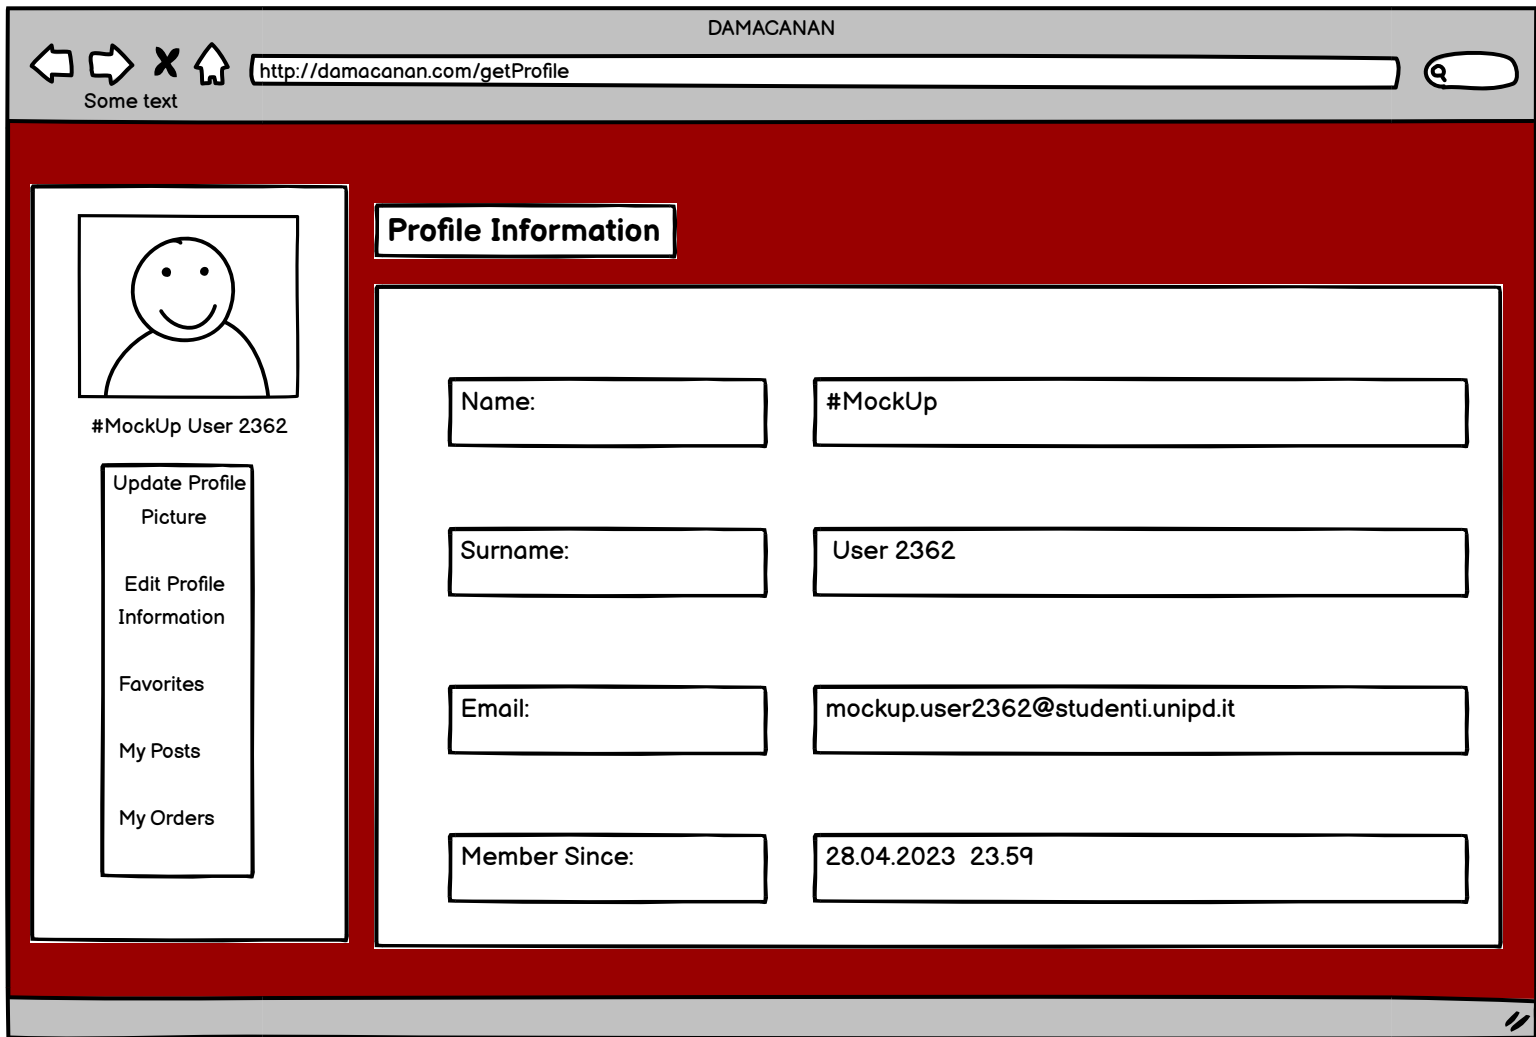 DAMACANAN
http://damacanan.com/getProfile
Some text
#MockUp User 2362
Update Profile
Picture
Edit Profile
Information
Favorites
My Posts
My Orders
Profile Information
Name:
#MockUp
Surname:
User 2362
Email:
mockup.user2362@studenti.unipd.it
Member Since:
28.04.2023  23.59